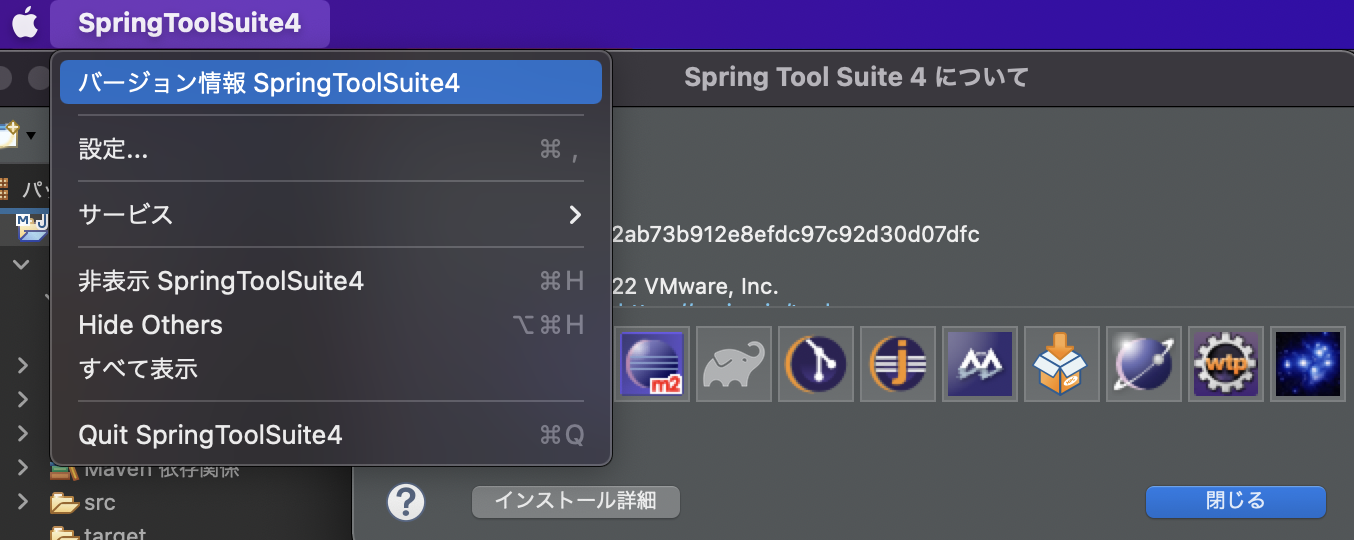 SpringToolSuite4
Spring Tool Suite 4 について
バージョン情報 SpringToolSuite4
設定... ⌘ ,
サービス
2ab73b912e8efdc97c92d30d07dfc
非表示 SpringToolSuite4 ⌘H
22 VMware, Inc.
Hide Others ⌥⌘H
すべて表示
m2
wtp
Quit SpringToolSuite4 ⌘Q
Maven 依存関係
src
target
インストール詳細
閉じる